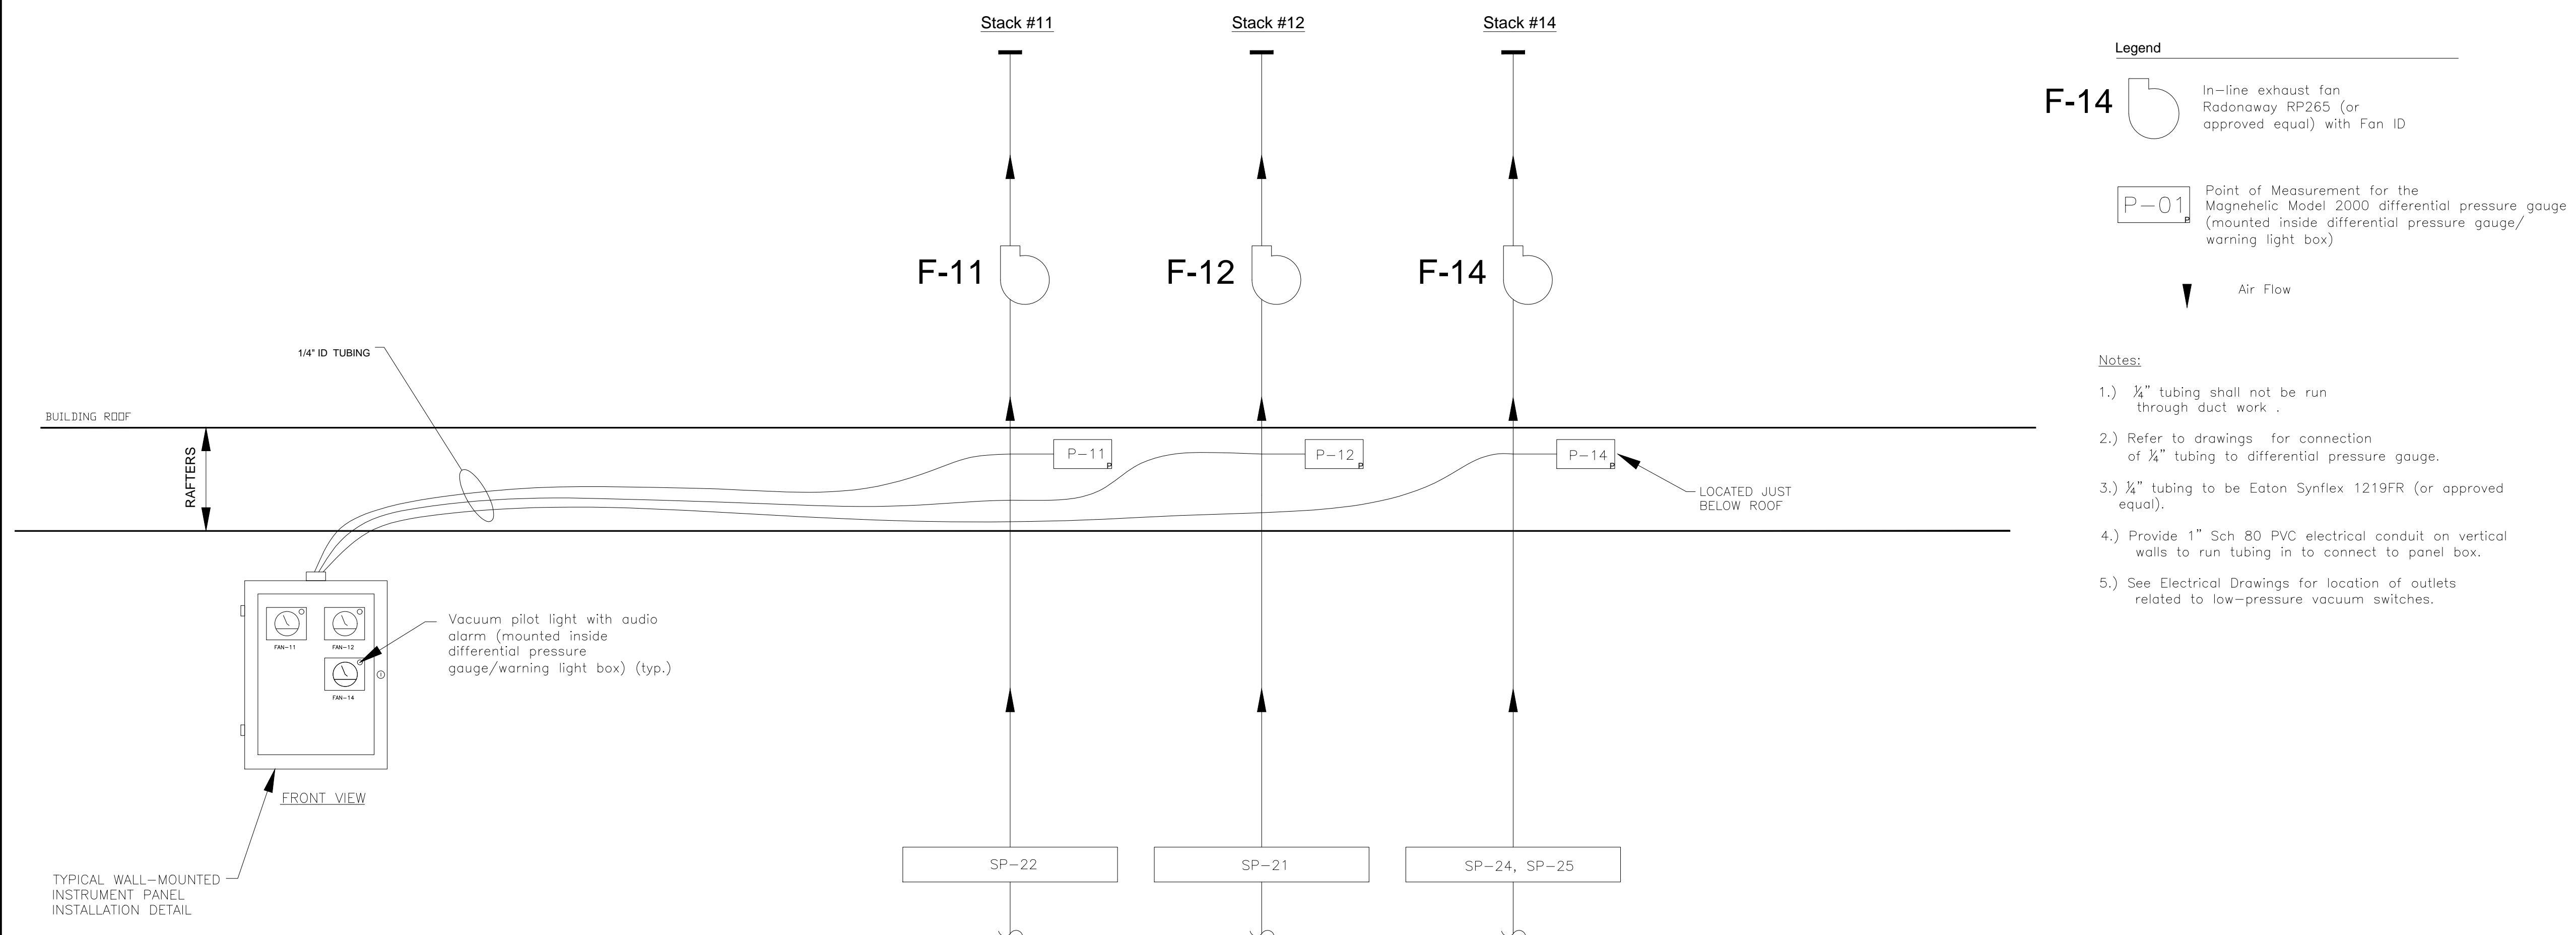 Stack #11
Stack #12
Stack #14
F-11
F-12
F-14
1/4" ID TUBING
BUILDING ROOF
RAFTERS
P-11
P
P-12
P
P-14
P
LOCATED JUST
BELOW ROOF
FAN-11
FAN-12
FAN-14
Vacuum pilot light with audio
alarm (mounted inside
differential pressure
gauge/warning light box) (typ.)
FRONT VIEW
TYPICAL WALL-MOUNTED
INSTRUMENT PANEL
INSTALLATION DETAIL
SP-22
SP-21
SP-24, SP-25
Legend
F-14
In-line exhaust fan
Radonaway RP265 (or
approved equal) with Fan ID
P-01
P
Point of Measurement for the
Magnehelic Model 2000 differential pressure gauge
(mounted inside differential pressure gauge/
warning light box)
Air Flow
Notes:
1.) ¼" tubing shall not be run
through duct work .
2.) Refer to drawings for connection
of ¼" tubing to differential pressure gauge.
3.) ¼" tubing to be Eaton Synflex 1219FR (or approved
equal).
4.) Provide 1" Sch 80 PVC electrical conduit on vertical
walls to run tubing in to connect to panel box.
5.) See Electrical Drawings for location of outlets
related to low-pressure vacuum switches.